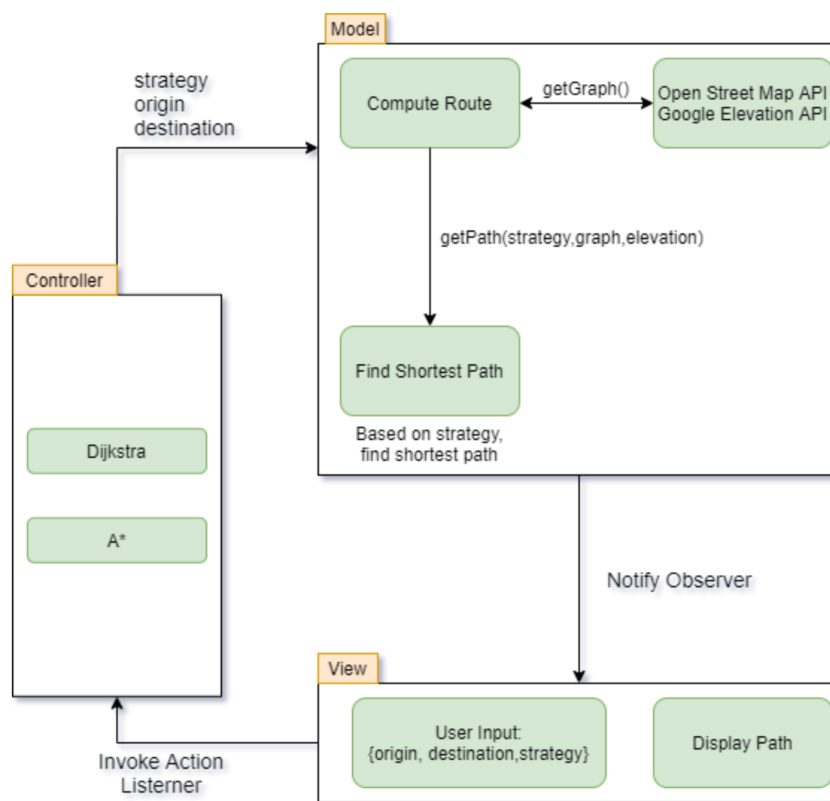 Model
strategy
origin
destination
Compute Route
getGraph()
Open Street Map API
Google Elevation API
getPath(strategy,graph,elevation)
Controller
Find Shortest Path
Based on strategy,
find shortest path
Dijkstra
A*
Notify Observer
View
User Input:
{origin, destination,strategy}
Display Path
Invoke Action
Listerner